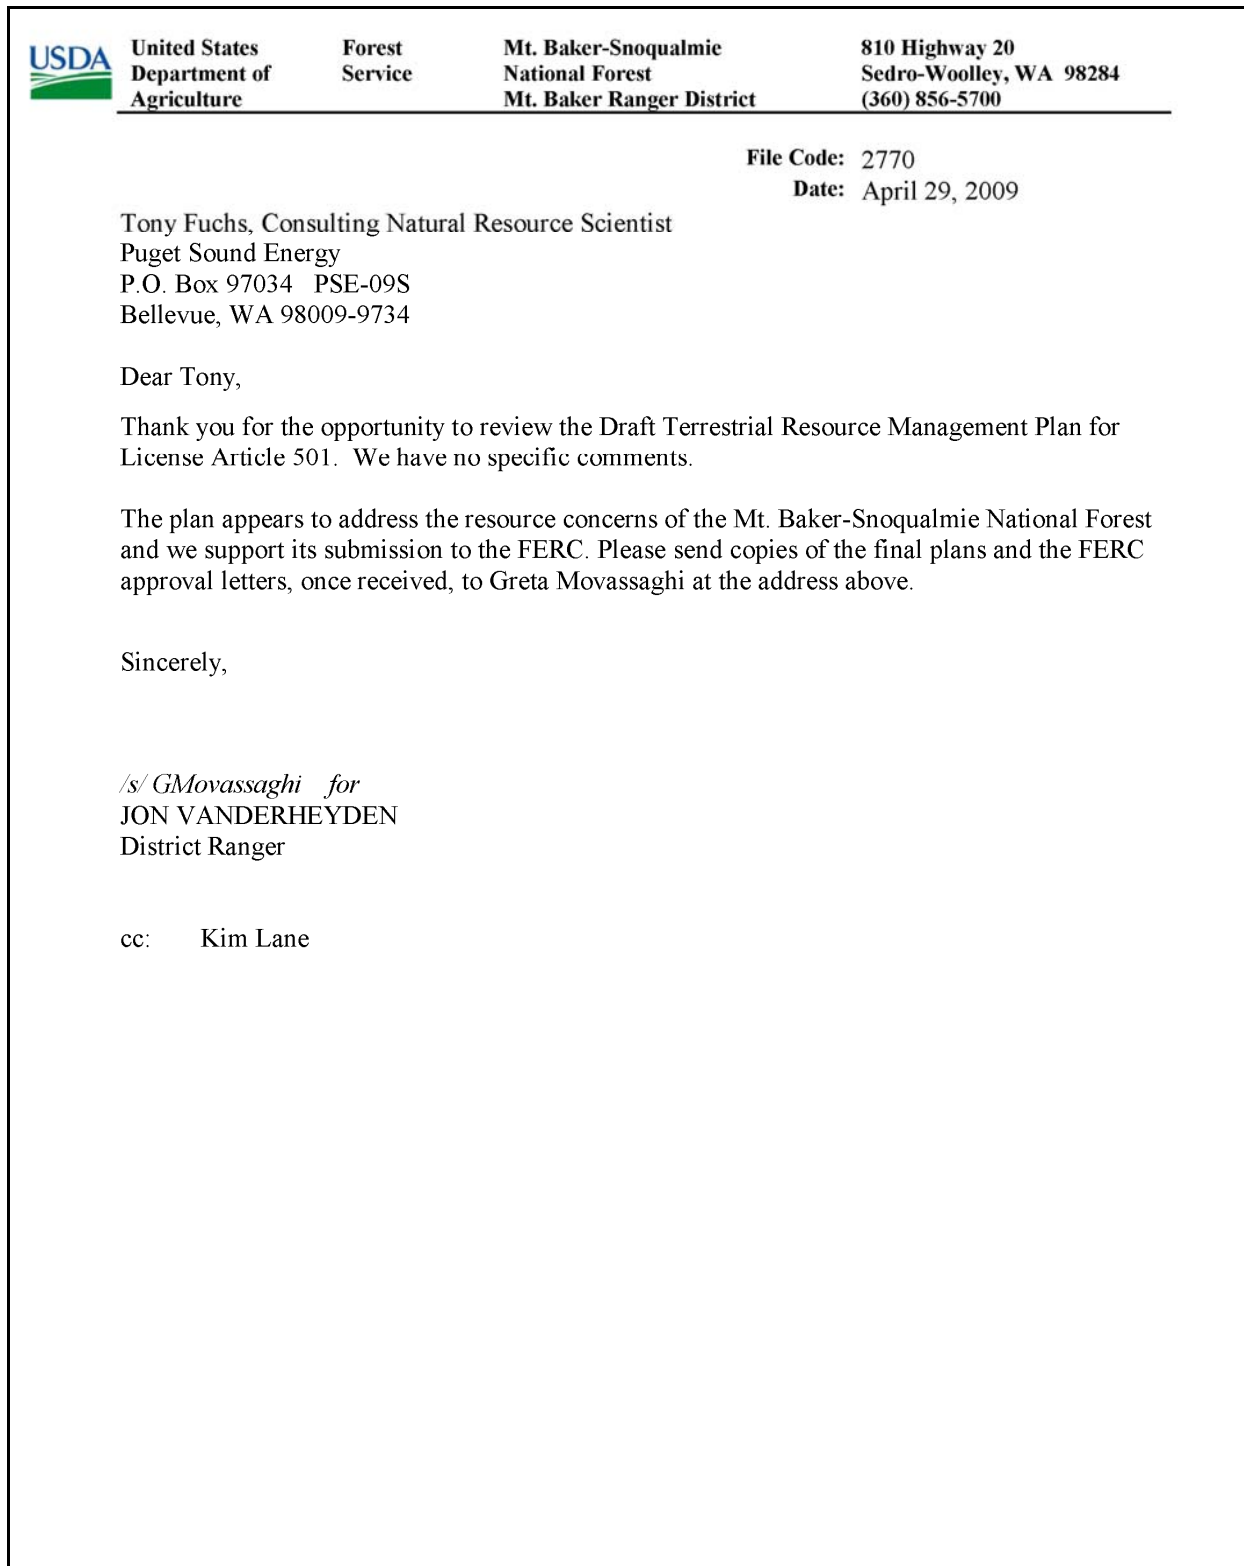 USDA
United States Forest Mt. Baker-Snoqualmie 810 Highway 20
Department of Service National Forest Sedro-Woolley, WA 98284
Agriculture Mt. Baker Ranger District (360) 856-5700
File Code: 2770
Date: April 29, 2009
Tony Fuchs, Consulting Natural Resource Scientist
Puget Sound Energy
P.O. Box 97034 PSE-09S
Bellevue, WA 98009-9734
Dear Tony,
Thank you for the opportunity to review the Draft Terrestrial Resource Management Plan for
License Article 501. We have no specific comments.
The plan appears to address the resource concerns of the Mt. Baker-Snoqualmie National Forest
and we support its submission to the FERC. Please send copies of the final plans and the FERC
approval letters, once received, to Greta Movassaghi at the address above.
Sincerely,
/s/ GMovassaghi for
JON VANDERHEYDEN
District Ranger
cc: Kim Lane